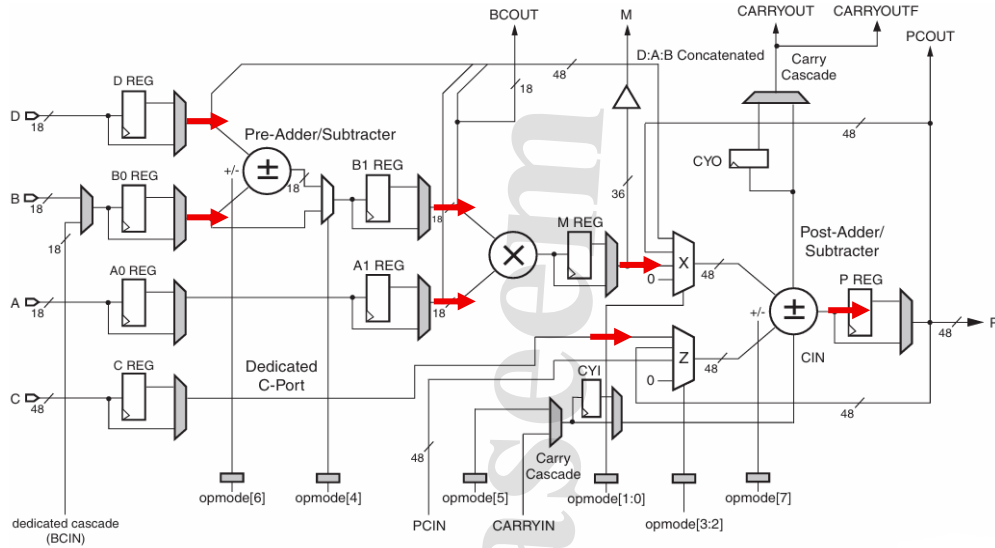 BCOUT
M
CARRYOUT
CARRYOUTF
PCOUT
D:A:B Concatenated
Carry
Cascade
48
18
D REG
D
18
Pre-Adder/Subtracter
+/-
±
18
48
CYO
36
B0 REG
B
18
18
B1 REG
18
M REG
X
0
48
Post-Adder/
Subtracter
A0 REG
A
18
A1 REG
18
×
+/-
±
P REG
CIN
48
P
C REG
C
48
Dedicated
C-Port
Z
0
48
CYI
48
48
Carry
Cascade
opmode[6]
opmode[4]
opmode[5]
opmode[1:0]
opmode[7]
dedicated cascade
(BCIN)
PCIN
CARRYIN
opmode[3:2]
aseem